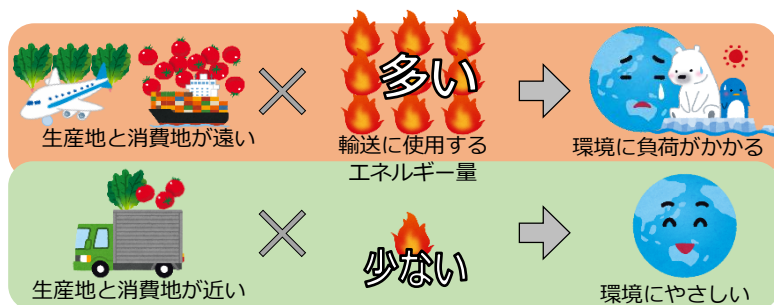 多い
生産地と消費地が遠い
輸送に使用する
エネルギー量
環境に負荷がかかる
少ない
生産地と消費地が近い
環境にやさしい